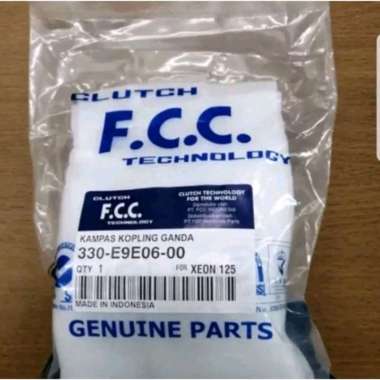 CLUTCH
F.C.C.
TECHNOLOGY
CLUTCH
F.C.C.
TECHNOLOGY
CLUTCH TECHNOLOGY
FOR THE WORLD
KAMPAS KOPLING GANDA
330-E9E06-00
QTY 1 FOR XEON 125
MADE IN INDONESIA
GENUINE PARTS